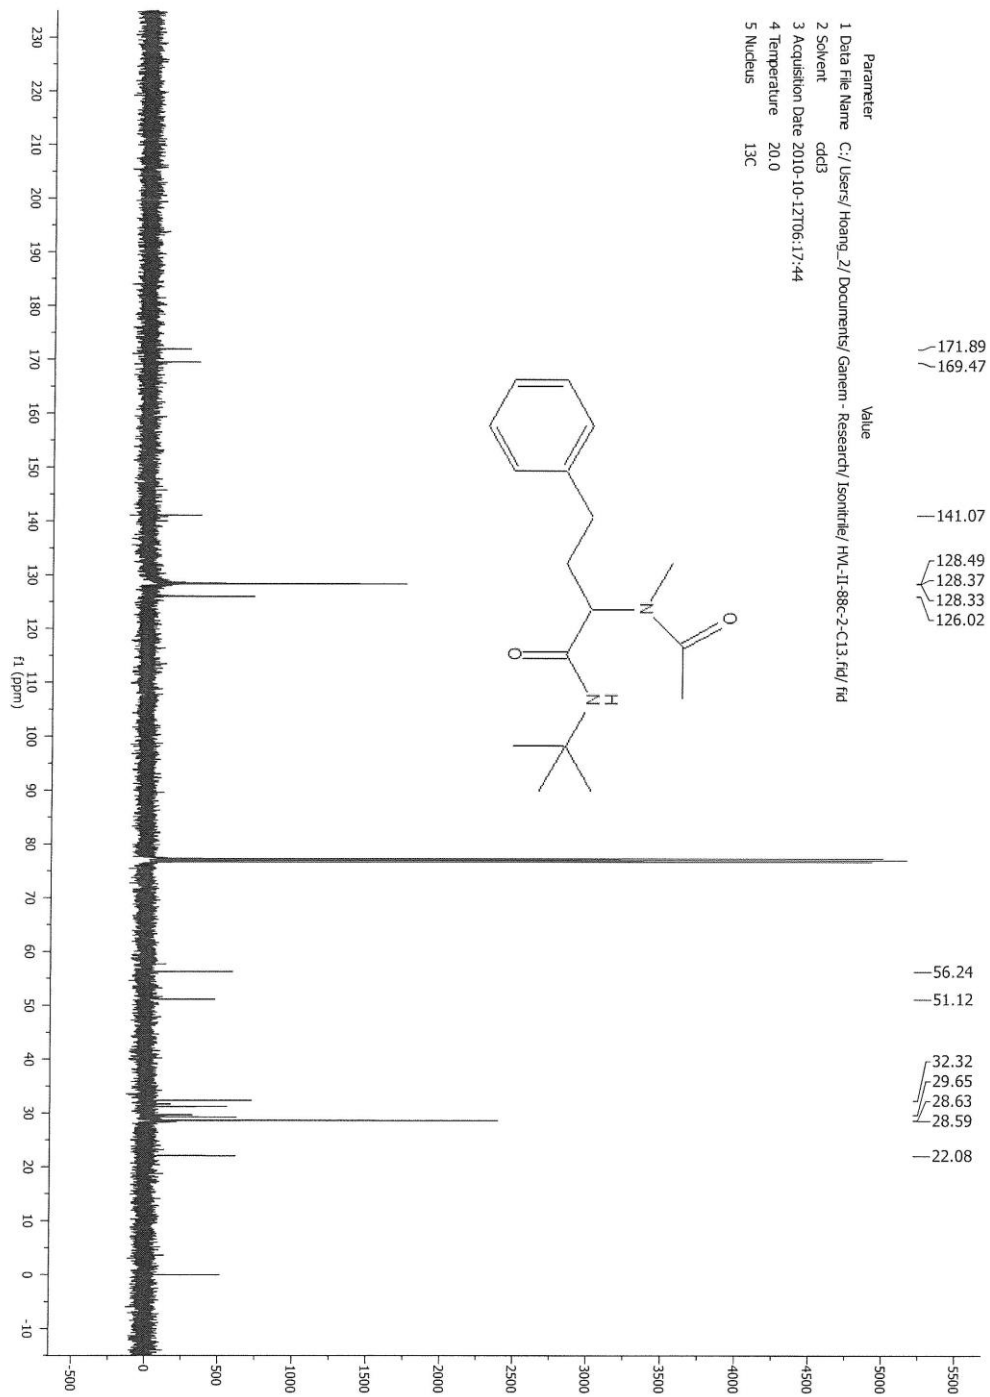 Parameter Value
1 Data File Name C:/ Users/ Hoang_2/ Documents/ Ganem - Research/ Isonitrile/ HVL-II-88c-2-C13.fid/ fid
2 Solvent cdcl3
3 Acquisition Date 2010-10-12T06:17:44
4 Temperature 20.0
5 Nucleus 13C
171.89
169.47
141.07
128.49
128.37
128.33
126.02
56.24
51.12
32.32
29.65
28.63
28.59
22.08
O
N
O
N
H
230 220 210 200 190 180 170 160 150 140 130 120 110 100 90 80 70 60 50 40 30 20 10 0 -10
f1 (ppm)
-500 0 500 1000 1500 2000 2500 3000 3500 4000 4500 5000 5500